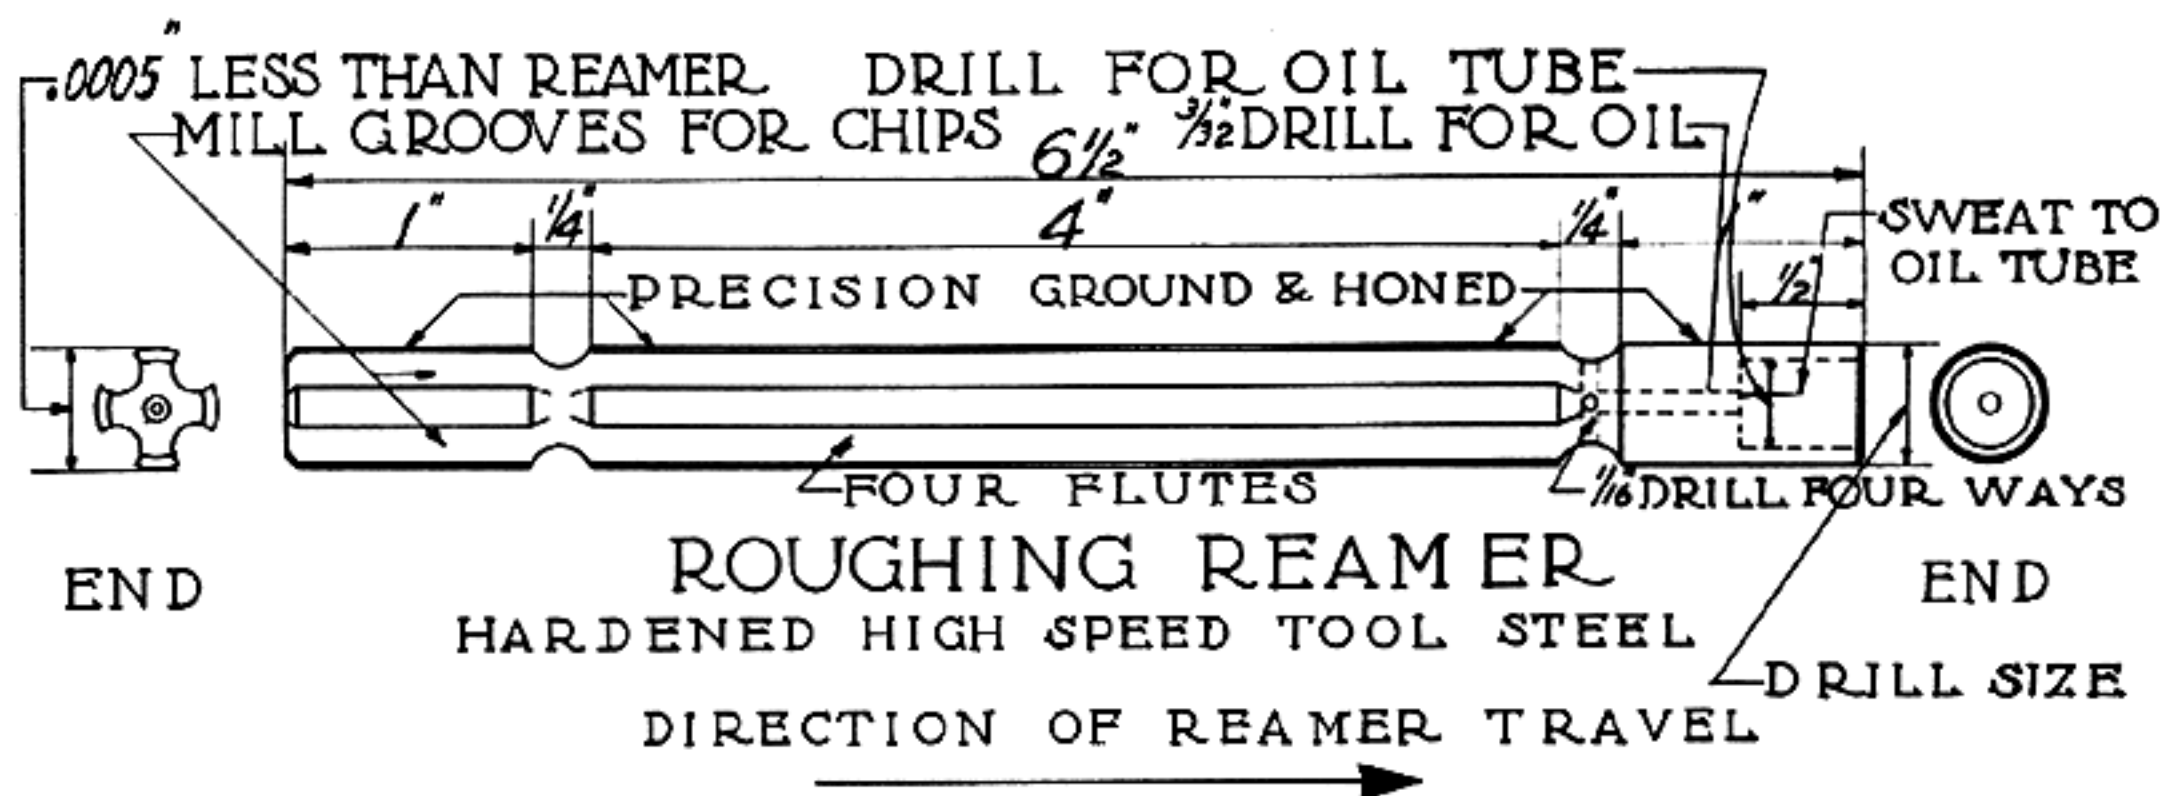 .0005" LESS THAN REAMER DRILL FOR OIL TUBE
MILL GROOVES FOR CHIPS 3/32" DRILL FOR OIL
6 1/2"
1" 1/4" 4" 1/4" 1"
SWEAT TO
OIL TUBE
PRECISION GROUND & HONED
1/2"
FOUR FLUTES
1/16" DRILL FOUR WAYS
END
ROUGHING REAMER
END
HARDENED HIGH SPEED TOOL STEEL
DRILL SIZE
DIRECTION OF REAMER TRAVEL